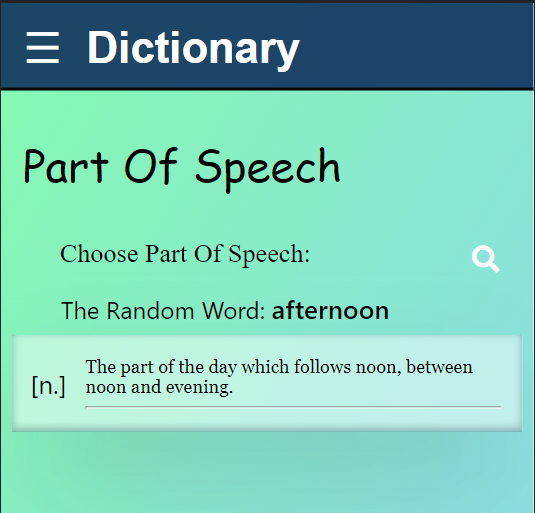 Dictionary
Part Of Speech
Choose Part Of Speech:
The Random Word: afternoon
[n.]
The part of the day which follows noon, between
noon and evening.